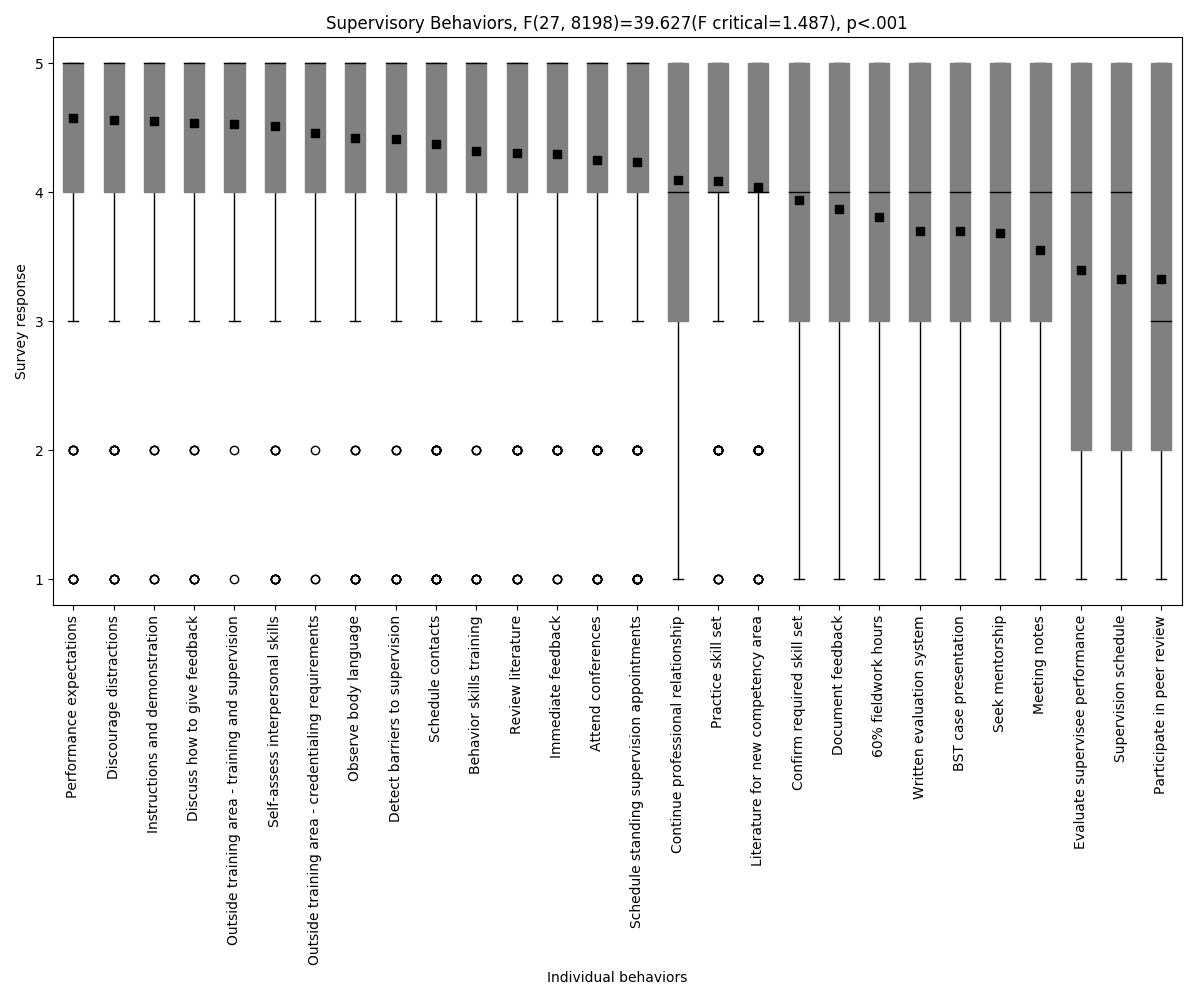 Supervisory Behaviors, F(27, 8198)=39.627(F critical=1.487), p<.001
5
4
3
2
1
Survey response
Performance expectations
Discourage distractions
Instructions and demonstration
Discuss how to give feedback
Outside training area - training and supervision
Self-assess interpersonal skills
Outside training area - credentialing requirements
Observe body language
Detect barriers to supervision
Schedule contacts
Behavior skills training
Review literature
Immediate feedback
Attend conferences
Schedule standing supervision appointments
Continue professional relationship
Practice skill set
Literature for new competency area
Confirm required skill set
Document feedback
60% fieldwork hours
Written evaluation system
BST case presentation
Seek mentorship
Meeting notes
Evaluate supervisee performance
Supervision schedule
Participate in peer review
Individual behaviors